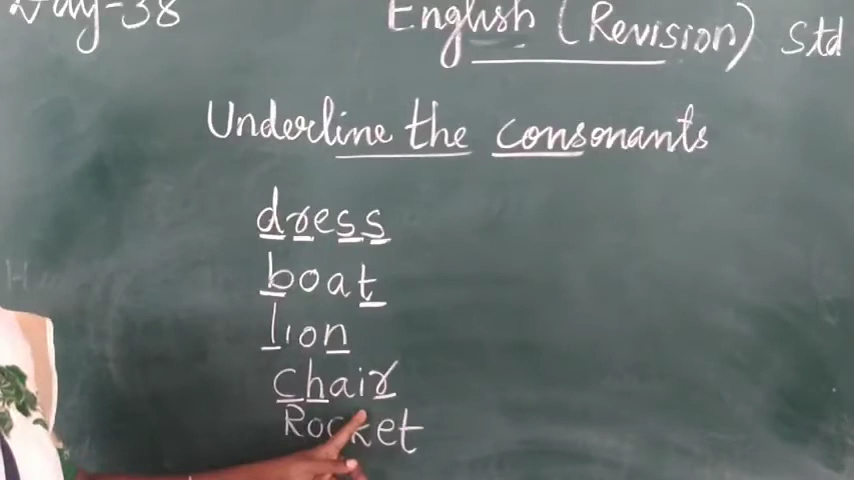 Day-38
English (Revision) Std
Underline the consonants
dress
boat
lion
chair
Rocket